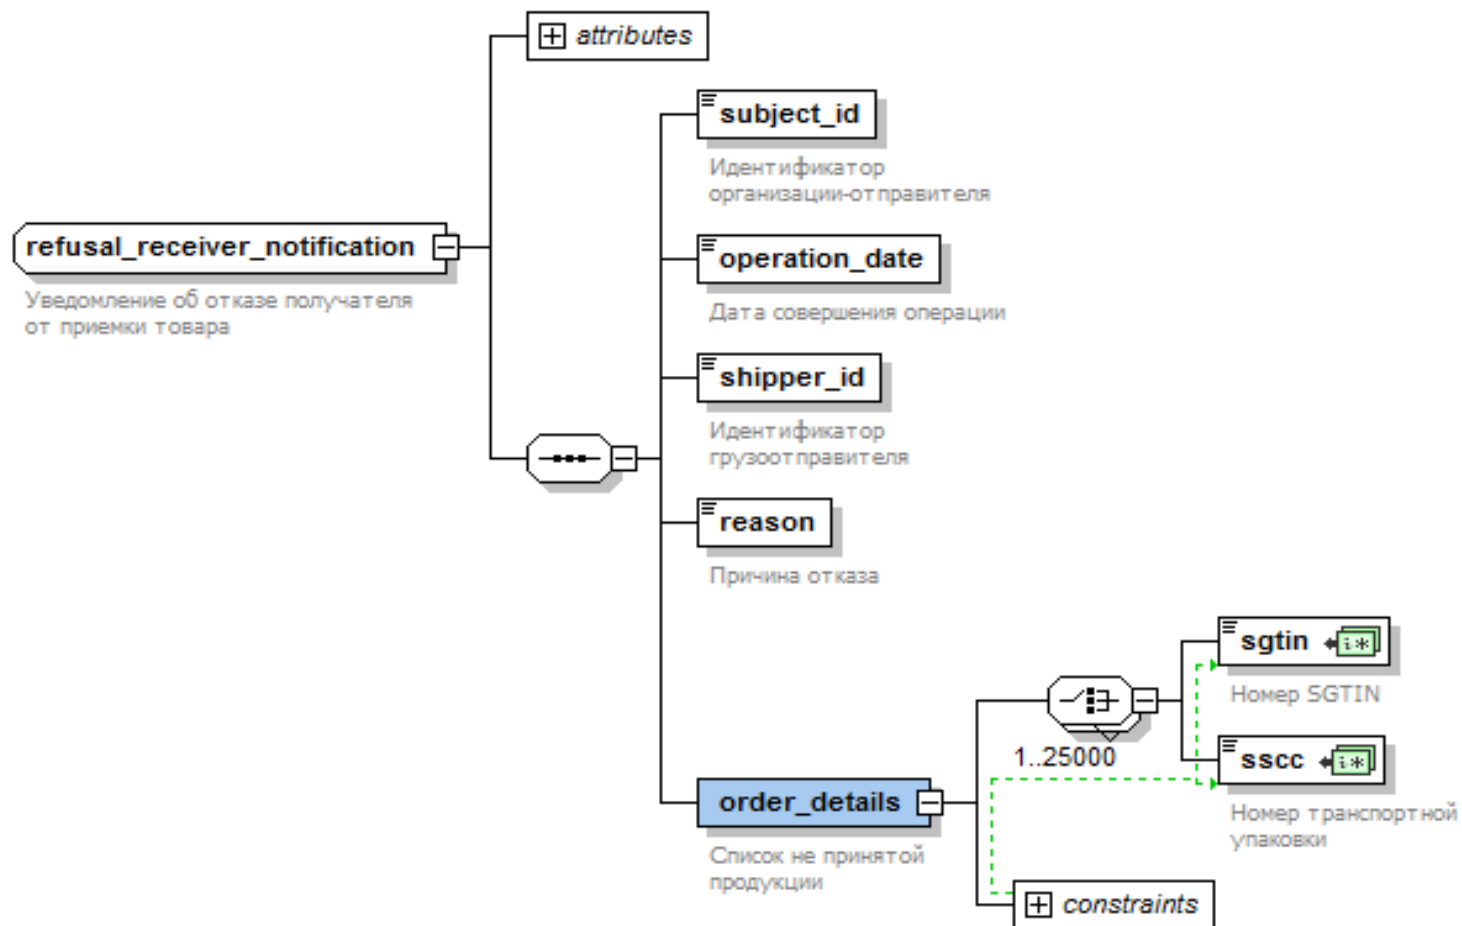 attributes
subject_id
Идентификатор
организации-отправителя
refusal_receiver_notification
Уведомление об отказе получателя
от приемки товара
operation_date
Дата совершения операции
shipper_id
Идентификатор
грузоотправителя
reason
Причина отказа
sgtin
i*
Номер SGTIN
1..25000
sscc
i*
Номер транспортной
упаковки
order_details
Список не принятой
продукции
constraints